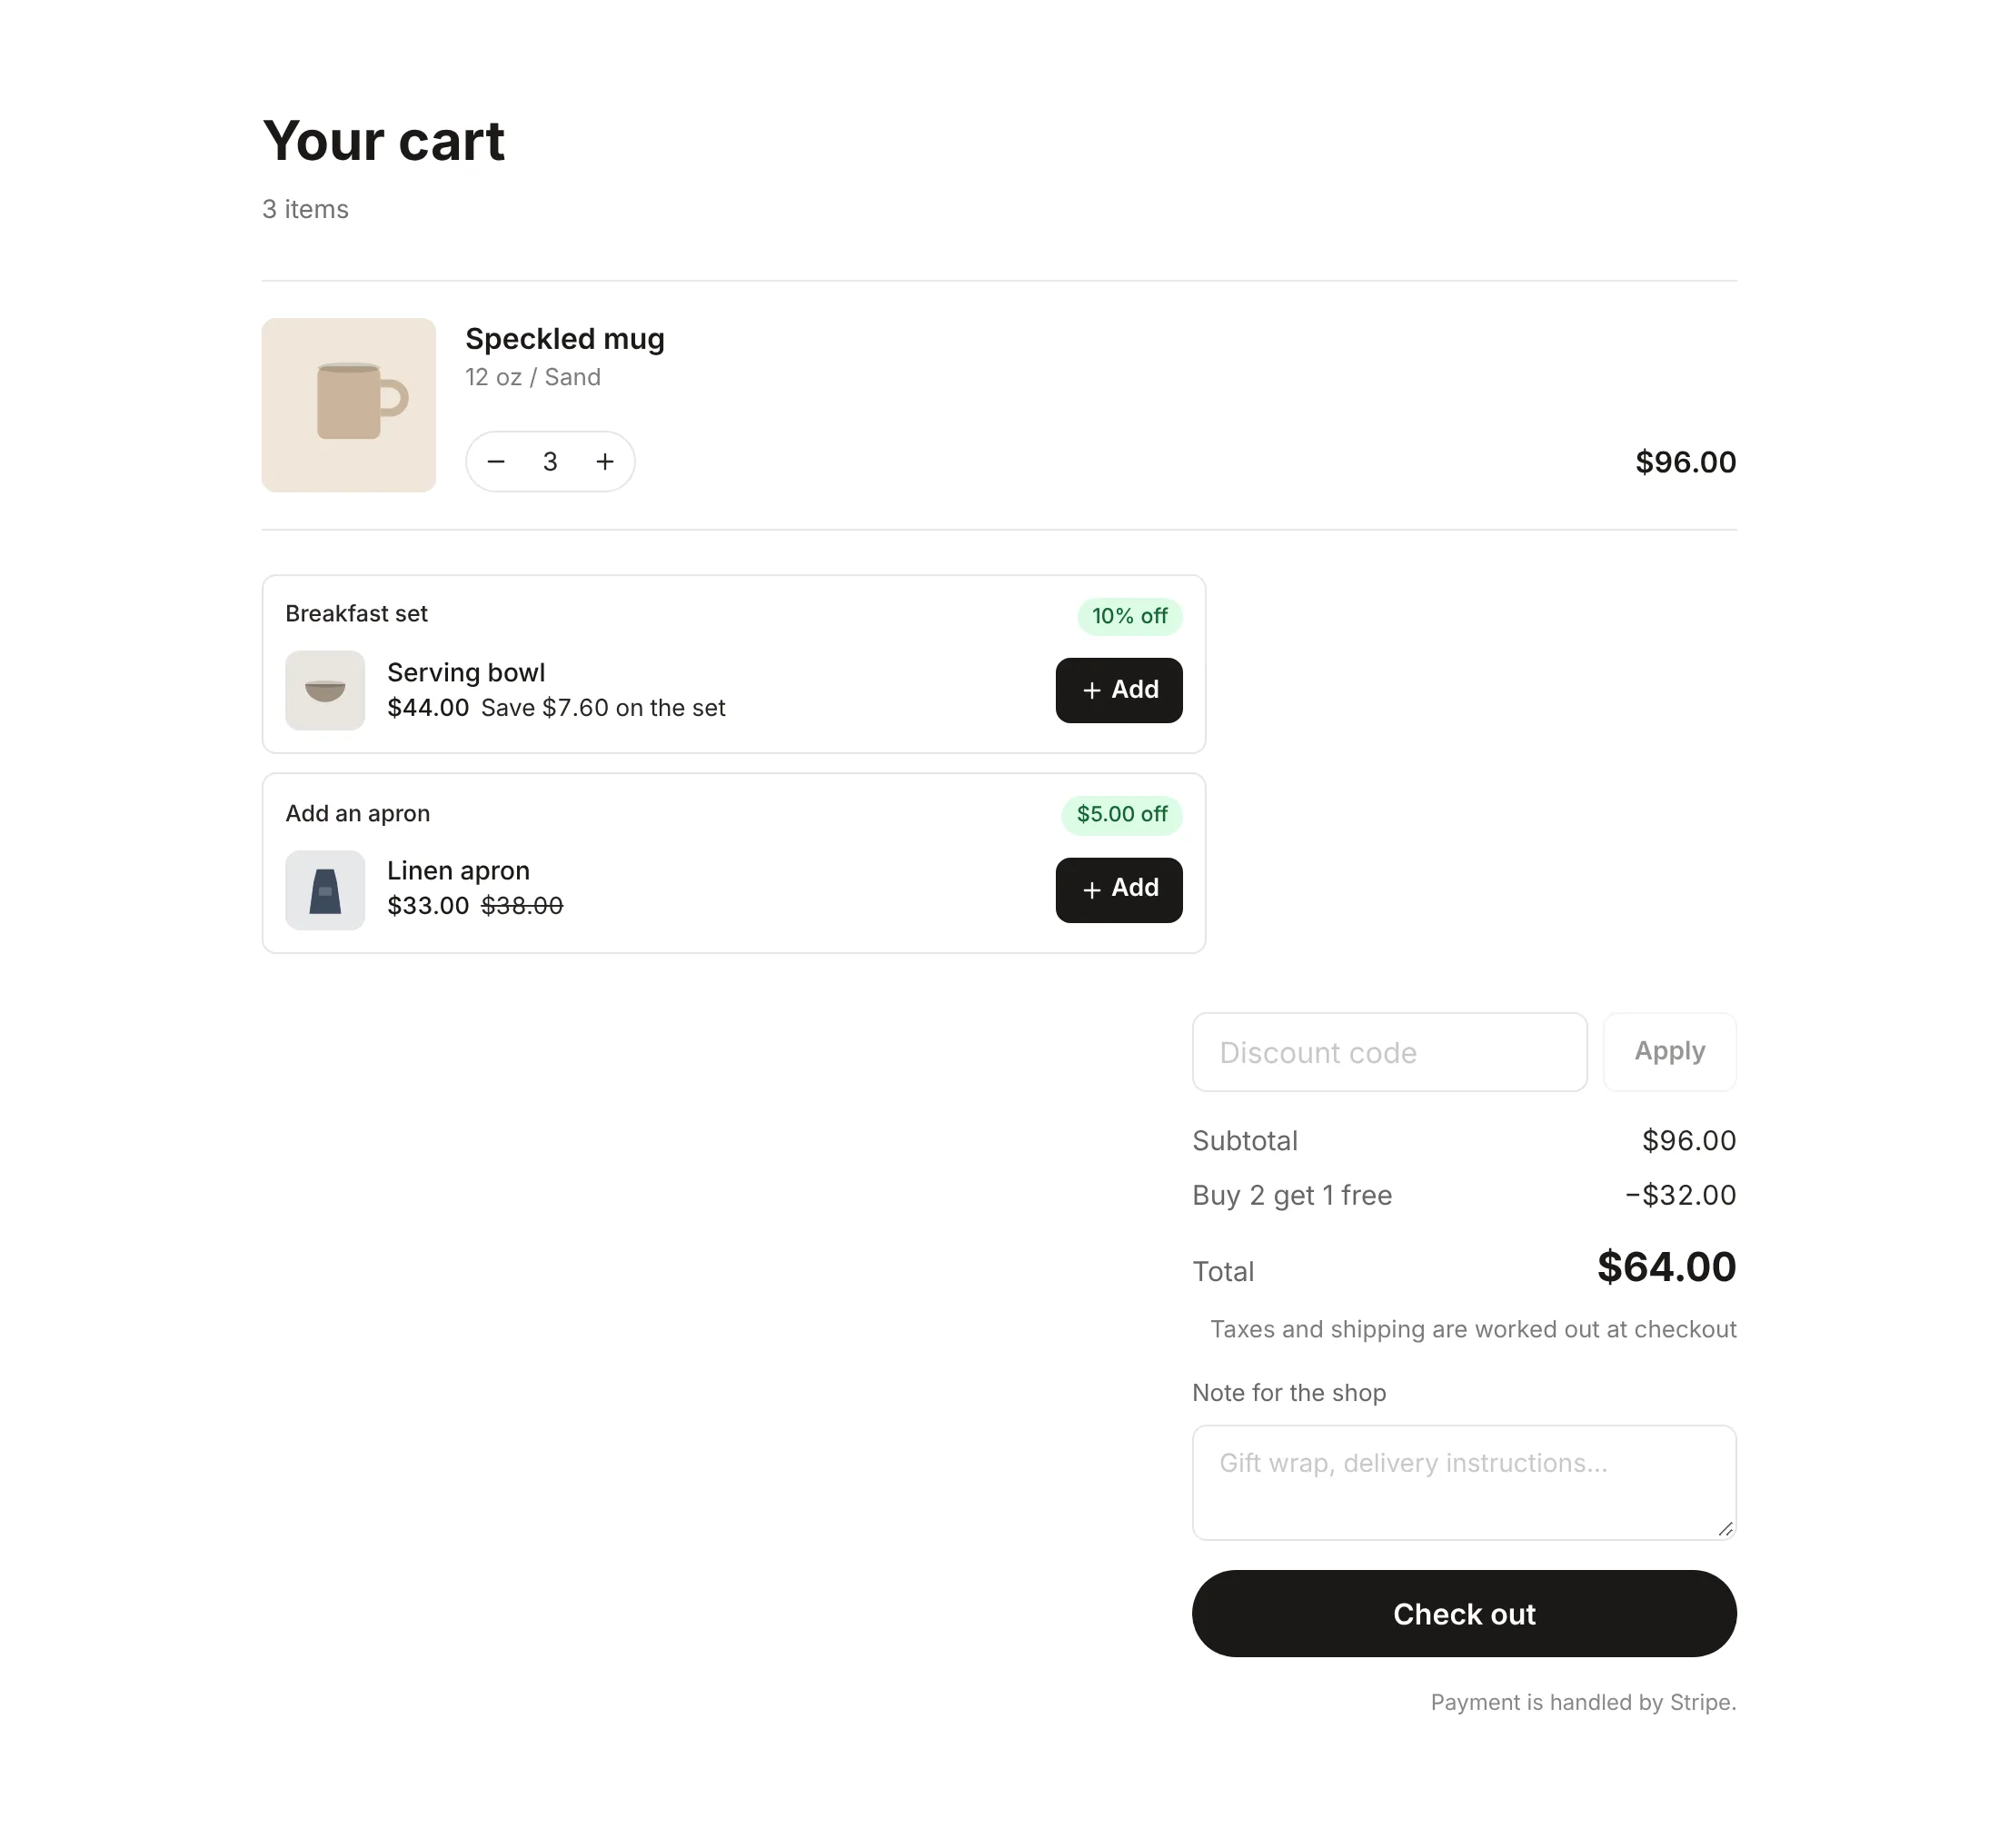 Your cart
3 items
Speckled mug
12 oz / Sand
− 3 +
$96.00
Breakfast set
10% off
Serving bowl
$44.00 Save $7.60 on the set
+ Add
Add an apron
$5.00 off
Linen apron
$33.00 $38.00
+ Add
Discount code
Apply
Subtotal $96.00
Buy 2 get 1 free −$32.00
Total $64.00
Taxes and shipping are worked out at checkout
Note for the shop
Gift wrap, delivery instructions...
Check out
Payment is handled by Stripe.